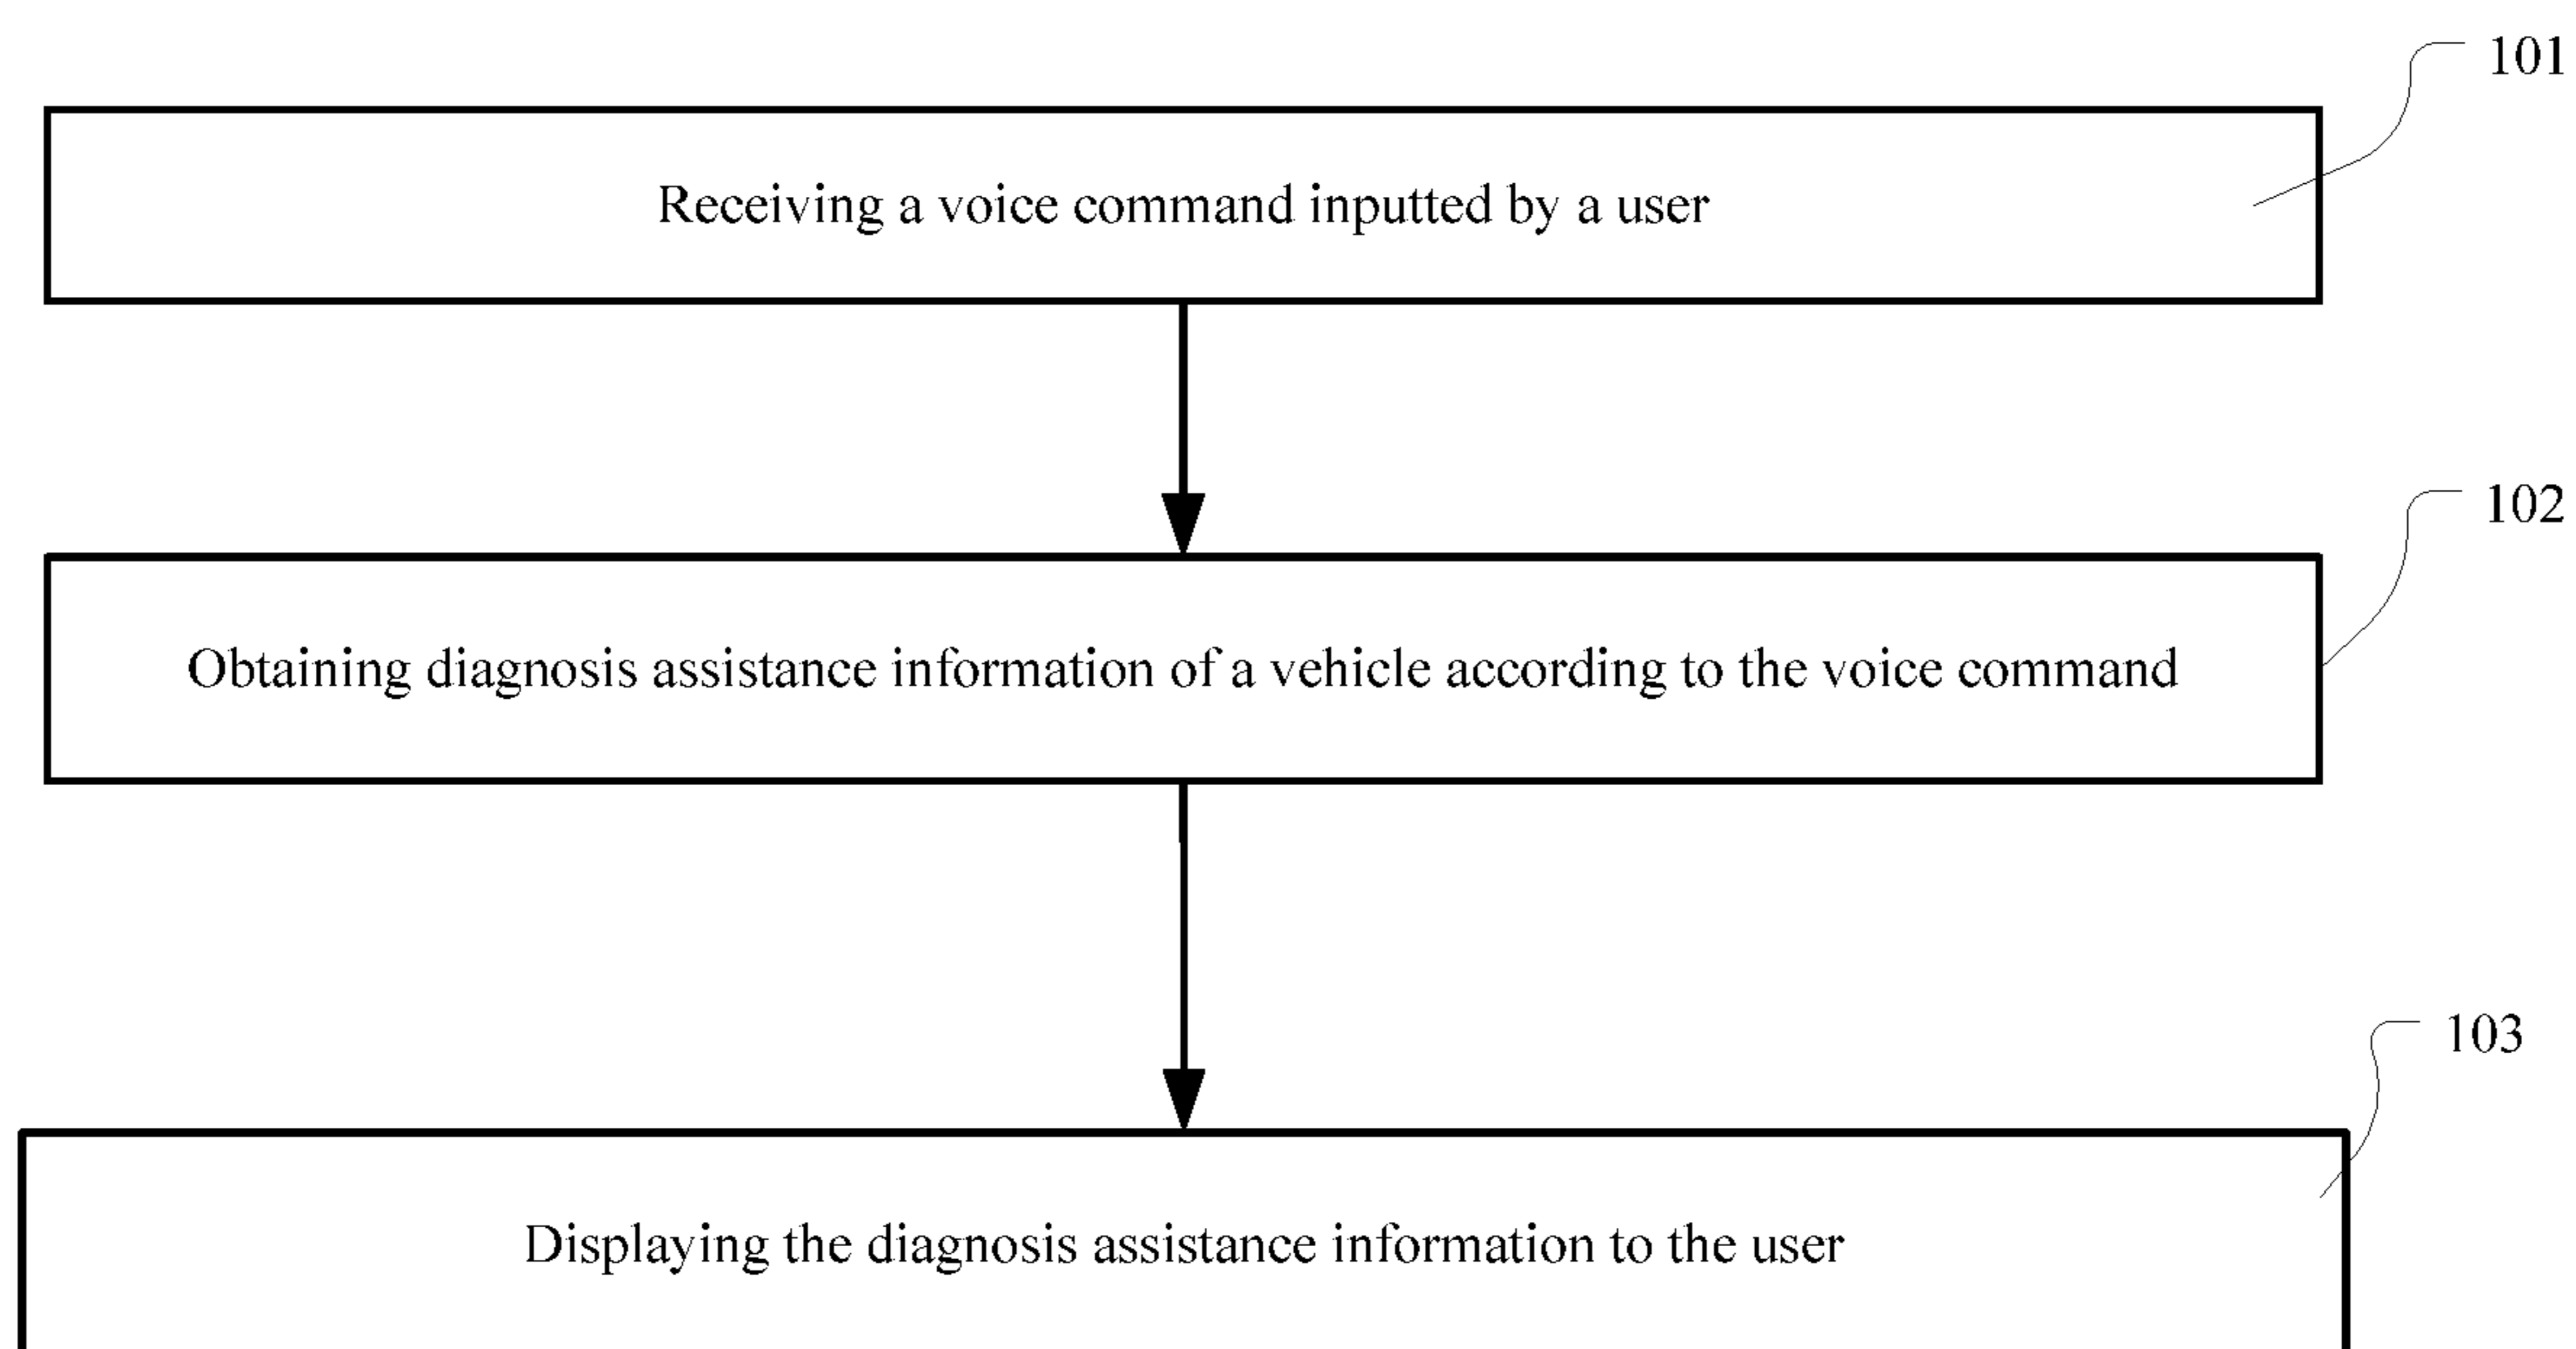 101
Receiving a voice command inputted by a user
102
Obtaining diagnosis assistance information of a vehicle according to the voice command
103
Displaying the diagnosis assistance information to the user